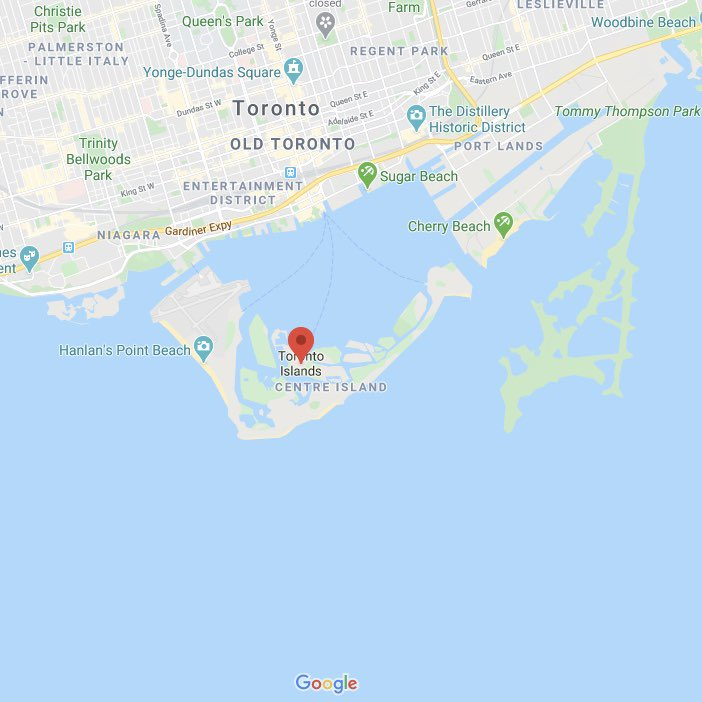 closed
Farm
LESLIEVILLE
Christie
Pits Park
Queen's Park
Woodbine Beach
PALMERSTON
- LITTLE ITALY
Spadina Ave
College St
Yonge St
REGENT PARK
Queen St E
Gerrard
Yonge-Dundas Square
King St E
Eastern Ave
FFERIN
GROVE
Dundas St W
Toronto
Queen St E
Adelaide St E
The Distillery
Historic District
Tommy Thompson Park
OLD TORONTO
PORT LANDS
Trinity
Bellwoods
Park
King St W
ENTERTAINMENT
DISTRICT
Sugar Beach
Cherry Beach
NIAGARA
Gardiner Expy
nes
ent
Hanlan's Point Beach
Toronto
Islands
CENTRE ISLAND
Google